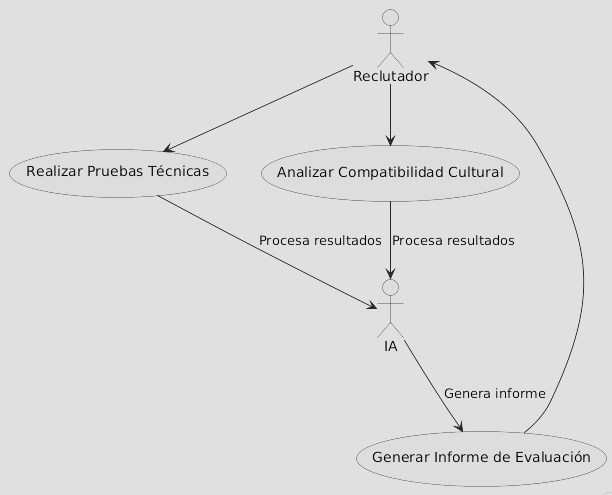 Reclutador
Realizar Pruebas Técnicas
Analizar Compatibilidad Cultural
Procesa resultados
Procesa resultados
IA
Genera informe
Generar Informe de Evaluación